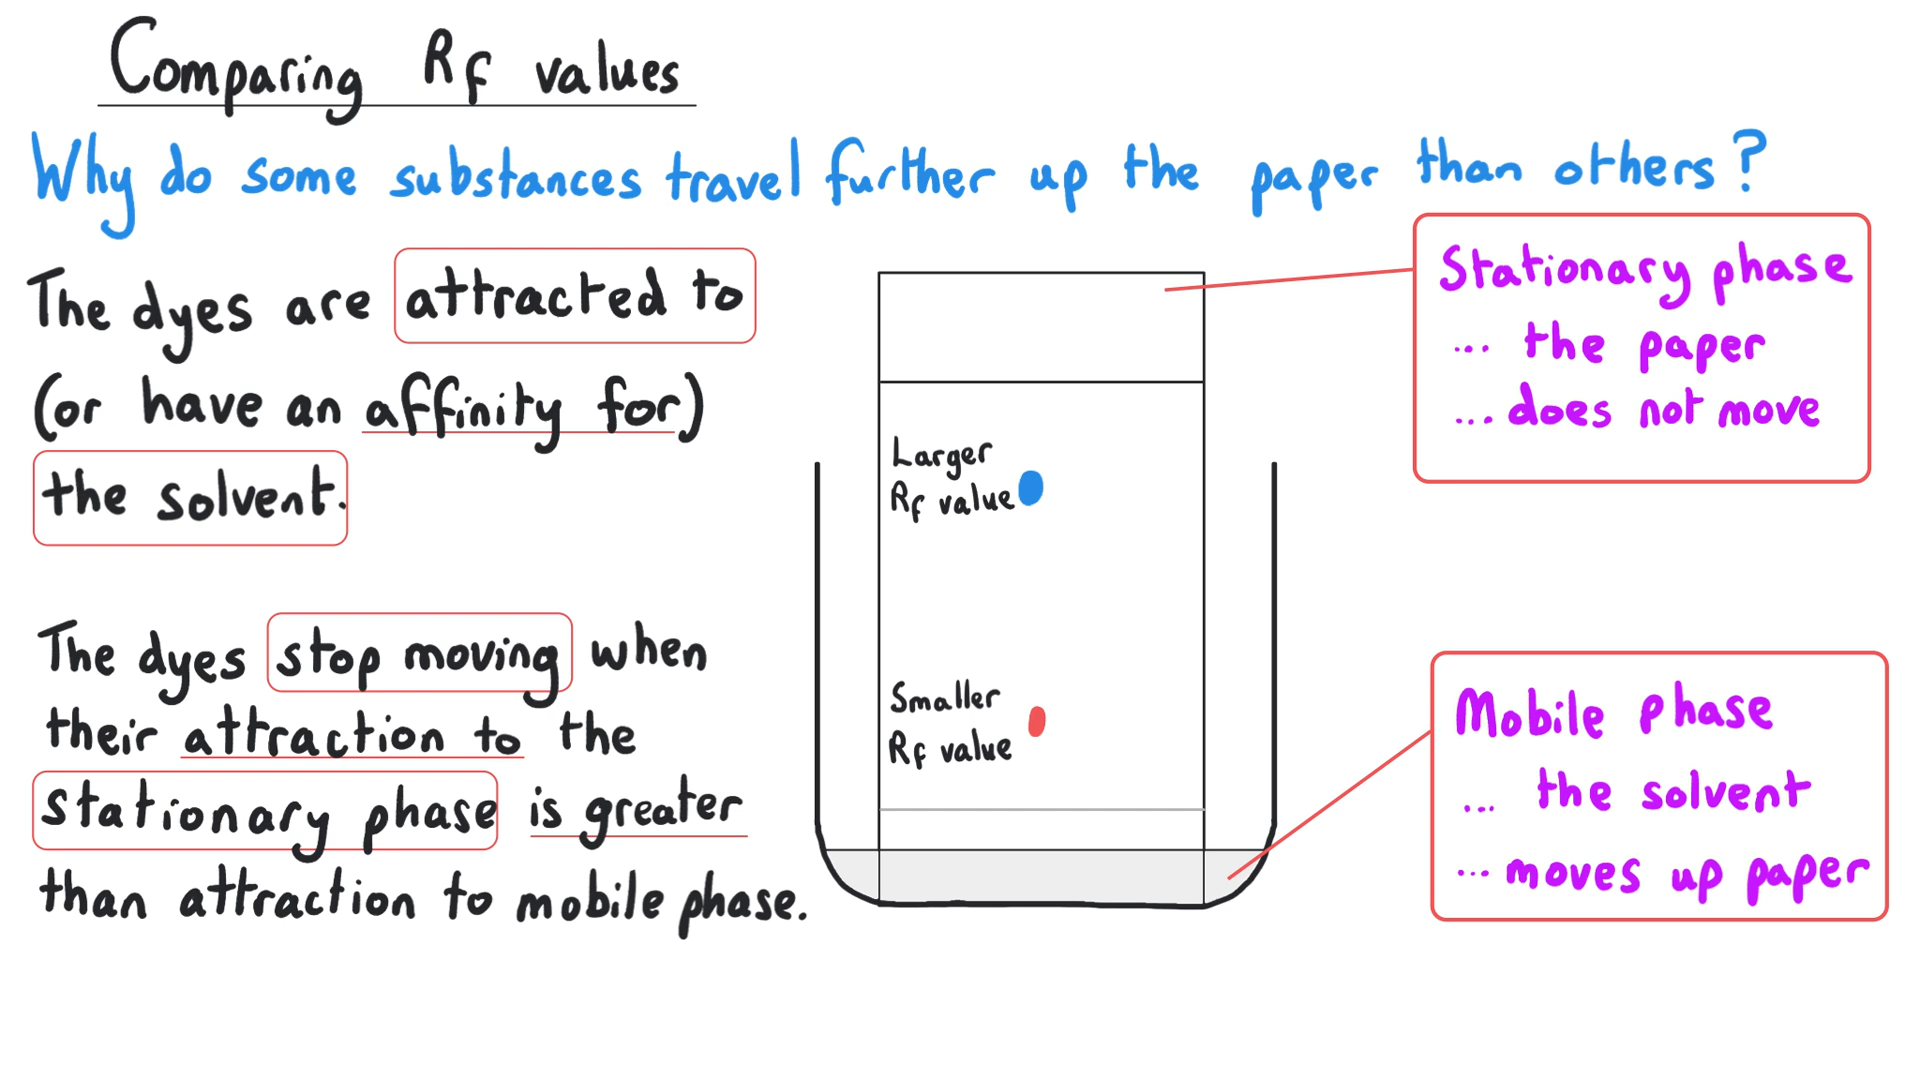 Comparing Rf values
Why do some substances travel further up the paper than others?
The dyes are attracted to
(or have an affinity for)
the solvent.
The dyes stop moving when
their attraction to the
stationary phase is greater
than attraction to mobile phase.
Larger
Rf value
Smaller
Rf value
Stationary phase
... the paper
... does not move
Mobile phase
... the solvent
... moves up paper